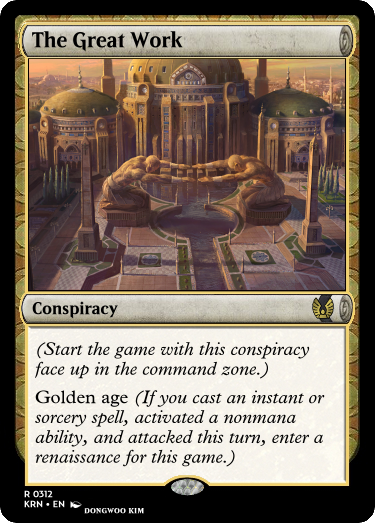 The Great Work
Conspiracy
(Start the game with this conspiracy
face up in the command zone.)
Golden age (If you cast an instant or
sorcery spell, activated a nonmana
ability, and attacked this turn, enter a
renaissance for this game.)
R 0312
KRN • EN DONGWOO KIM